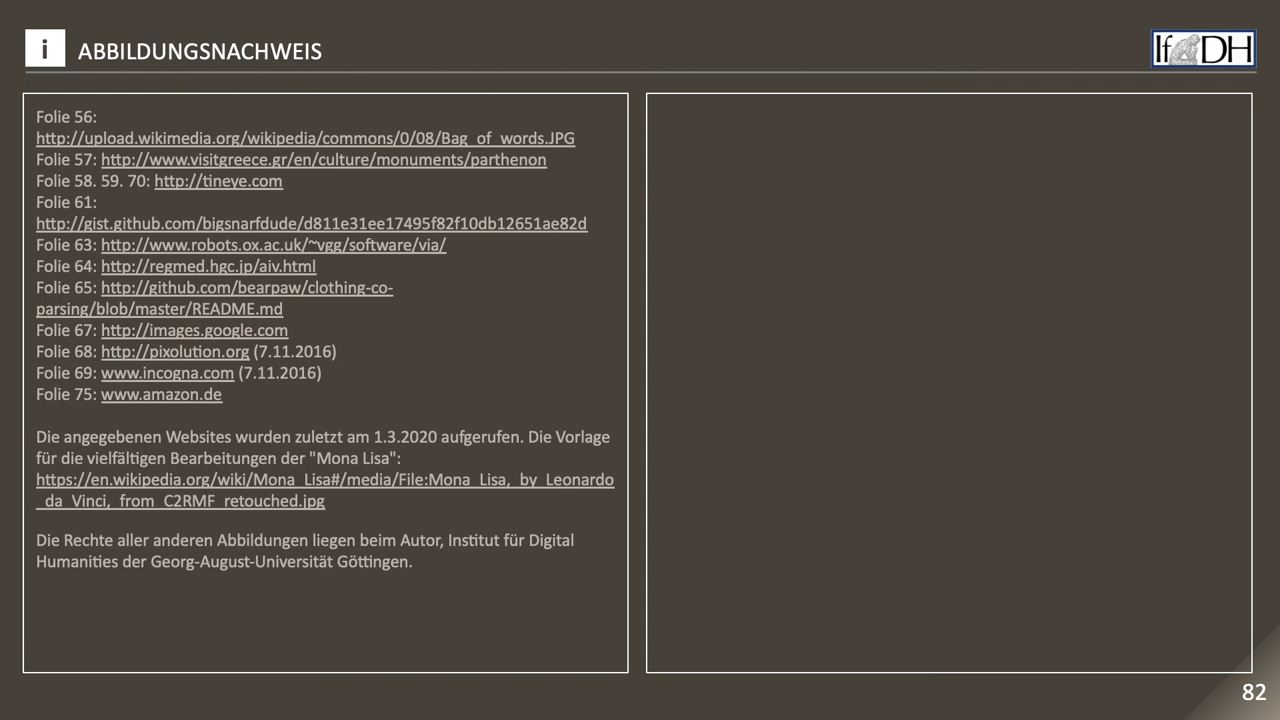 i
ABBILDUNGSNACHWEIS
IfDH
Folie 56:
http://upload.wikimedia.org/wikipedia/commons/0/08/Bag_of_words.JPG
Folie 57: http://www.visitgreece.gr/en/culture/monuments/parthenon
Folie 58. 59. 70: http://tineye.com
Folie 61:
http://gist.github.com/bigsnarfdude/d811e31ee17495f82f10db12651ae82d
Folie 63: http://www.robots.ox.ac.uk/~vgg/software/via/
Folie 64: http://regmed.hgc.jp/aiv.html
Folie 65: http://github.com/bearpaw/clothing-co-
parsing/blob/master/README.md
Folie 67: http://images.google.com
Folie 68: http://pixolution.org (7.11.2016)
Folie 69: www.incogna.com (7.11.2016)
Folie 75: www.amazon.de
Die angegebenen Websites wurden zuletzt am 1.3.2020 aufgerufen. Die Vorlage
für die vielfältigen Bearbeitungen der "Mona Lisa":
https://en.wikipedia.org/wiki/Mona_Lisa#/media/File:Mona_Lisa,_by_Leonardo
_da_Vinci,_from_C2RMF_retouched.jpg
Die Rechte aller anderen Abbildungen liegen beim Autor, Institut für Digital
Humanities der Georg-August-Universität Göttingen.
82